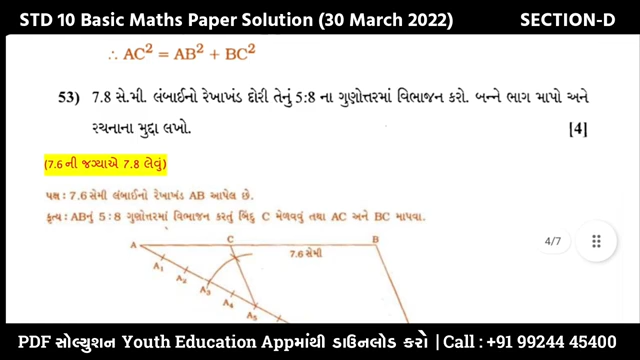 STD 10 Basic Maths Paper Solution (30 March 2022) SECTION-D
∴ AC² = AB² + BC²
53) 7.8 સે.મી. લંબાઈનો રેખાખંડ દોરી તેનું 5:8 ના ગુણોત્તરમાં વિભાજન કરો. બન્ને ભાગ માપો અને
રચનાના મુદ્દા લખો. [4]
(7.6 ની જગ્યાએ 7.8 લેવું)
પક્ષ : 7.6 સેમી લંબાઈનો રેખાખંડ AB આપેલ છે.
કૃત્ય : ABનું 5 : 8 ગુણોત્તરમાં વિભાજન કરતું બિંદુ C મેળવવું તથા AC અને BC માપવા.
A C B
7.6 સેમી
4/7
A₁
A₂
A₃
A₄
A₅
PDF સોલ્યુશન Youth Education Appમાંથી ડાઉનલોડ કરો | Call : +91 99244 45400